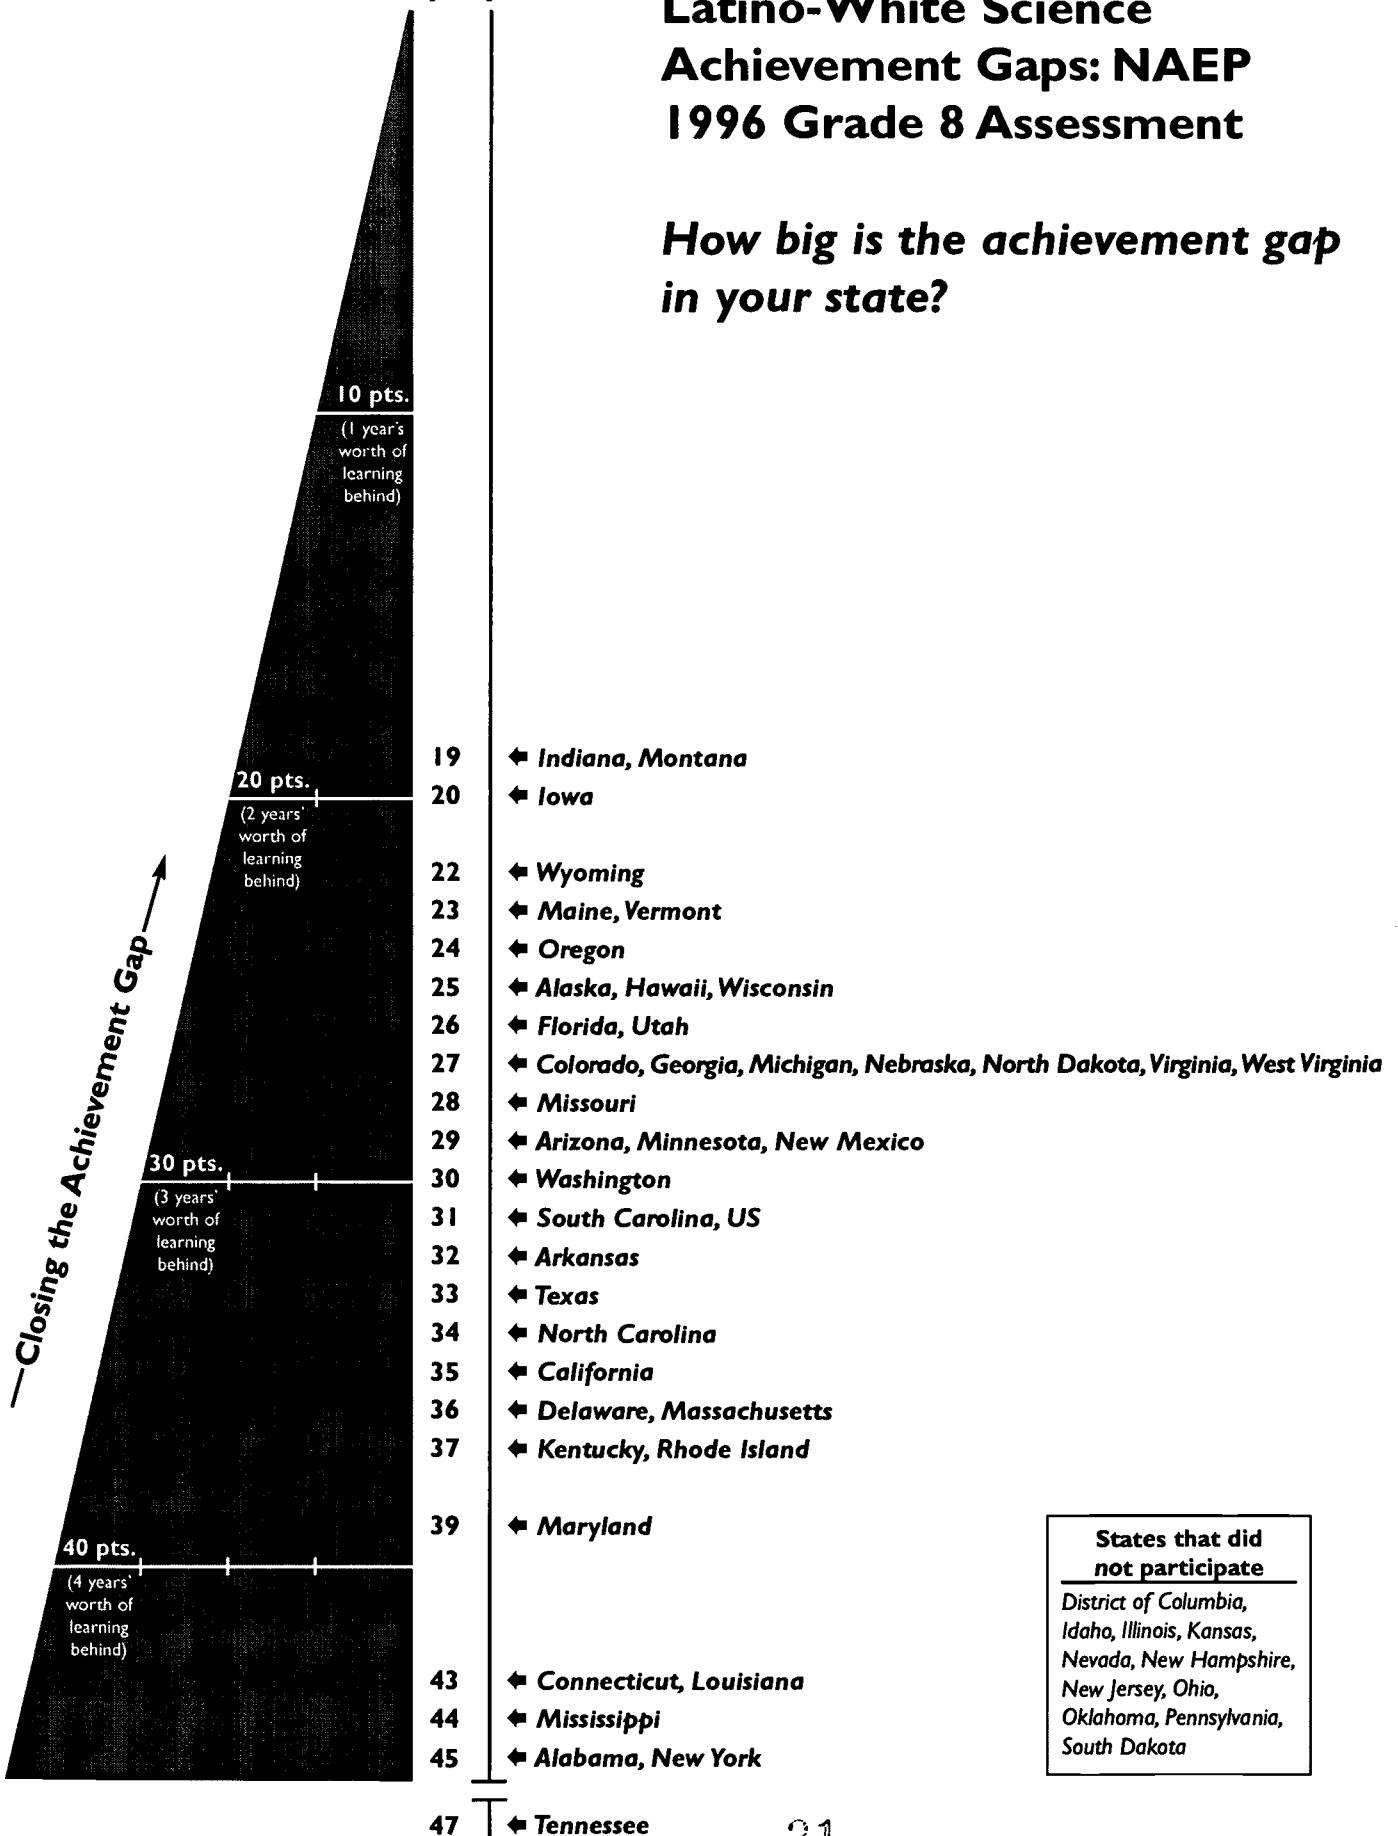 Latino-White Science
Achievement Gaps: NAEP
1996 Grade 8 Assessment
How big is the achievement gap
in your state?
10 pts.
(1 year's
worth of
learning
behind)
20 pts.
(2 years'
worth of
learning
behind)
30 pts.
(3 years'
worth of
learning
behind)
40 pts.
(4 years'
worth of
learning
behind)
Closing the Achievement Gap
19 Indiana, Montana
20 Iowa
22 Wyoming
23 Maine, Vermont
24 Oregon
25 Alaska, Hawaii, Wisconsin
26 Florida, Utah
27 Colorado, Georgia, Michigan, Nebraska, North Dakota, Virginia, West Virginia
28 Missouri
29 Arizona, Minnesota, New Mexico
30 Washington
31 South Carolina, US
32 Arkansas
33 Texas
34 North Carolina
35 California
36 Delaware, Massachusetts
37 Kentucky, Rhode Island
39 Maryland
43 Connecticut, Louisiana
44 Mississippi
45 Alabama, New York
47 Tennessee
States that did
not participate
District of Columbia,
Idaho, Illinois, Kansas,
Nevada, New Hampshire,
New Jersey, Ohio,
Oklahoma, Pennsylvania,
South Dakota